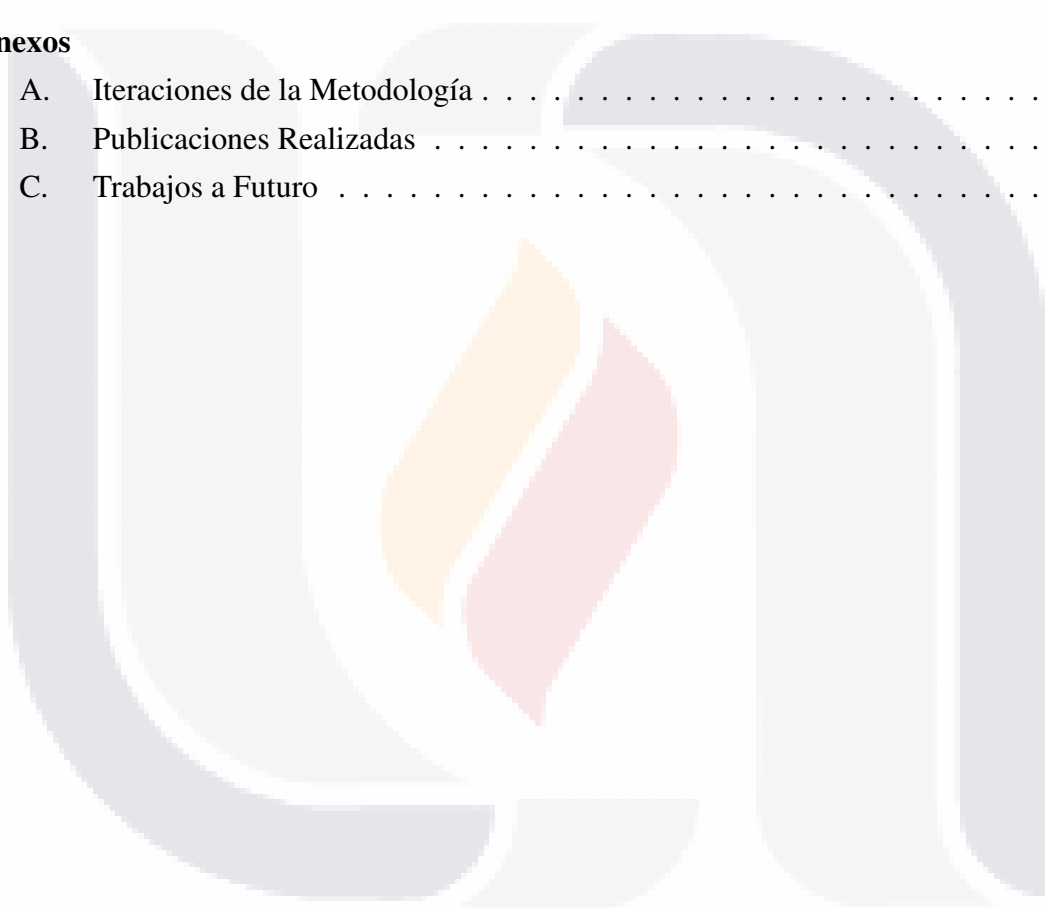 nexos
A. Iteraciones de la Metodología . . . . . . . . . . . . . . . . . . . . . . . .
B. Publicaciones Realizadas . . . . . . . . . . . . . . . . . . . . . . . . . .
C. Trabajos a Futuro . . . . . . . . . . . . . . . . . . . . . . . . . . . . . .